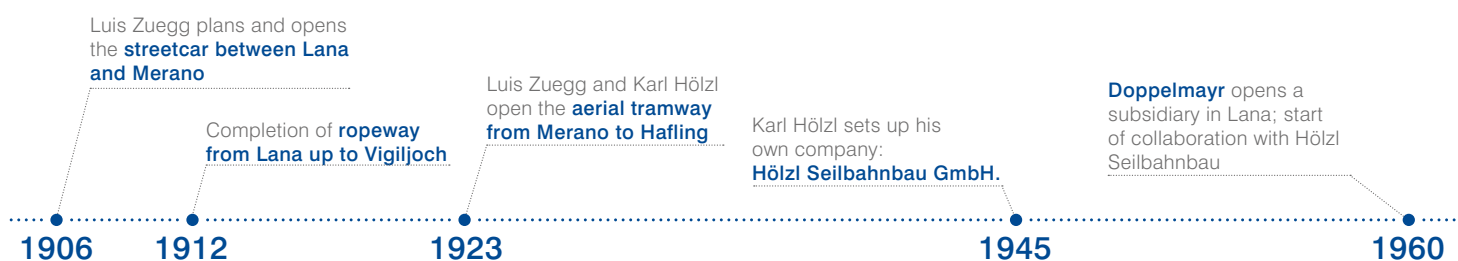 Luis Zuegg plans and opens
the streetcar between Lana
and Merano
Completion of ropeway
from Lana up to Vigiljoch
Luis Zuegg and Karl Hölzl
open the aerial tramway
from Merano to Hafling
Karl Hölzl sets up his
own company:
Hölzl Seilbahnbau GmbH.
Doppelmayr opens a
subsidiary in Lana; start
of collaboration with Hölzl
Seilbahnbau
1906
1912
1923
1945
1960